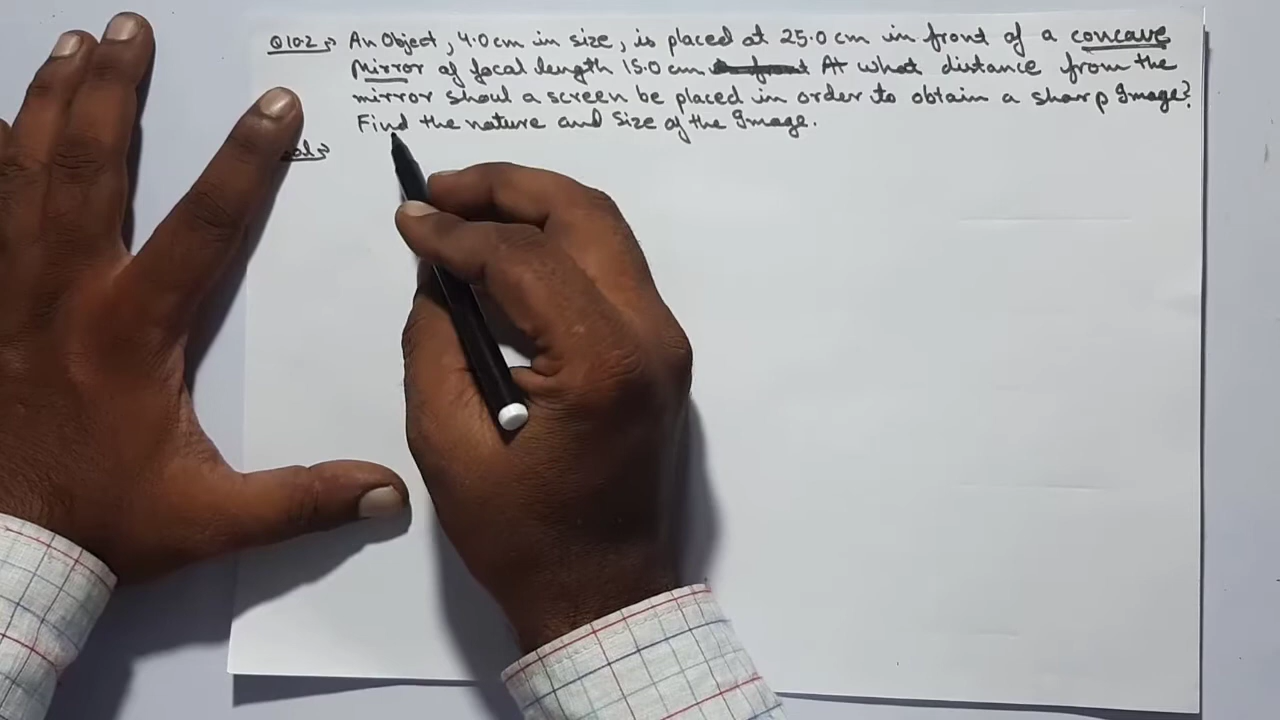 Q10.2 :→ An Object, 4.0 cm in size, is placed at 25.0 cm in front of a concave
Mirror of focal length 15.0 cm At what distance from the
mirror shoul a screen be placed in order to obtain a sharp Image?
Find the nature and Size of the Image.